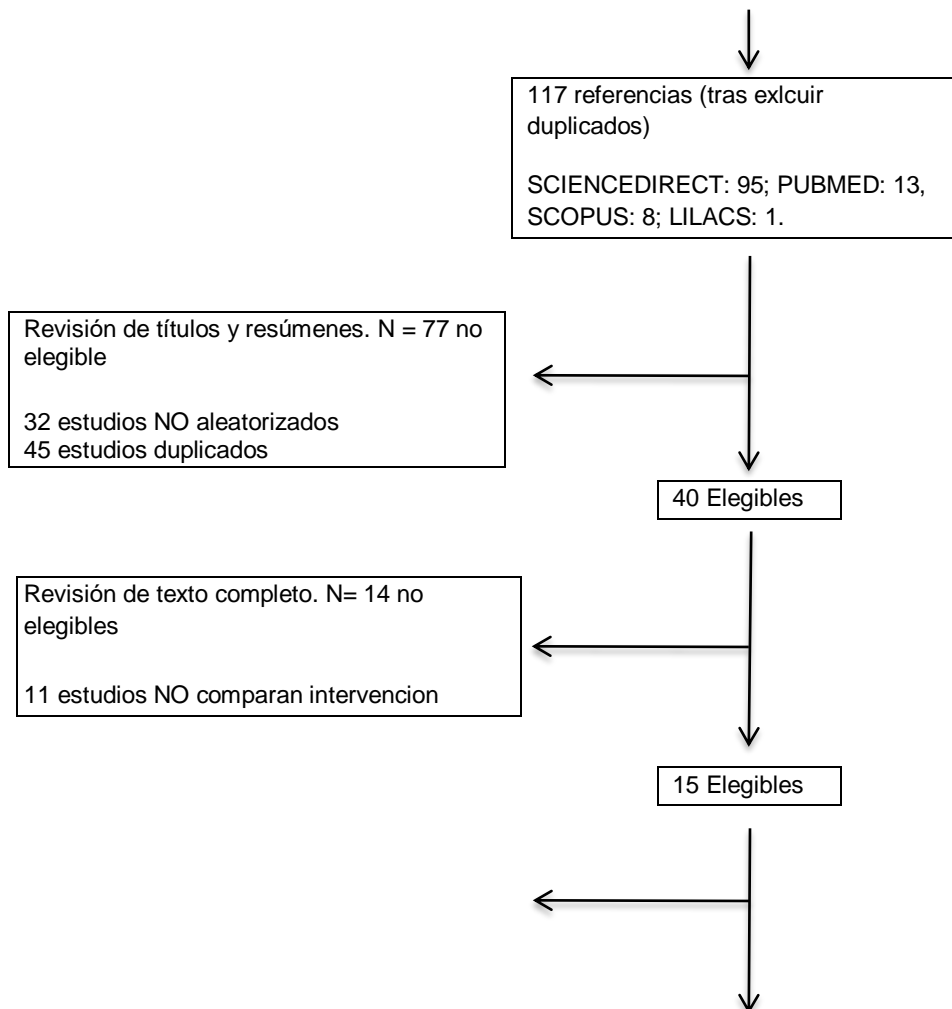 117 referencias (tras exlcuir
duplicados)
SCIENCEDIRECT: 95; PUBMED: 13,
SCOPUS: 8; LILACS: 1.
Revisión de títulos y resúmenes. N = 77 no
elegible
32 estudios NO aleatorizados
45 estudios duplicados
40 Elegibles
Revisión de texto completo. N= 14 no
elegibles
11 estudios NO comparan intervencion
15 Elegibles